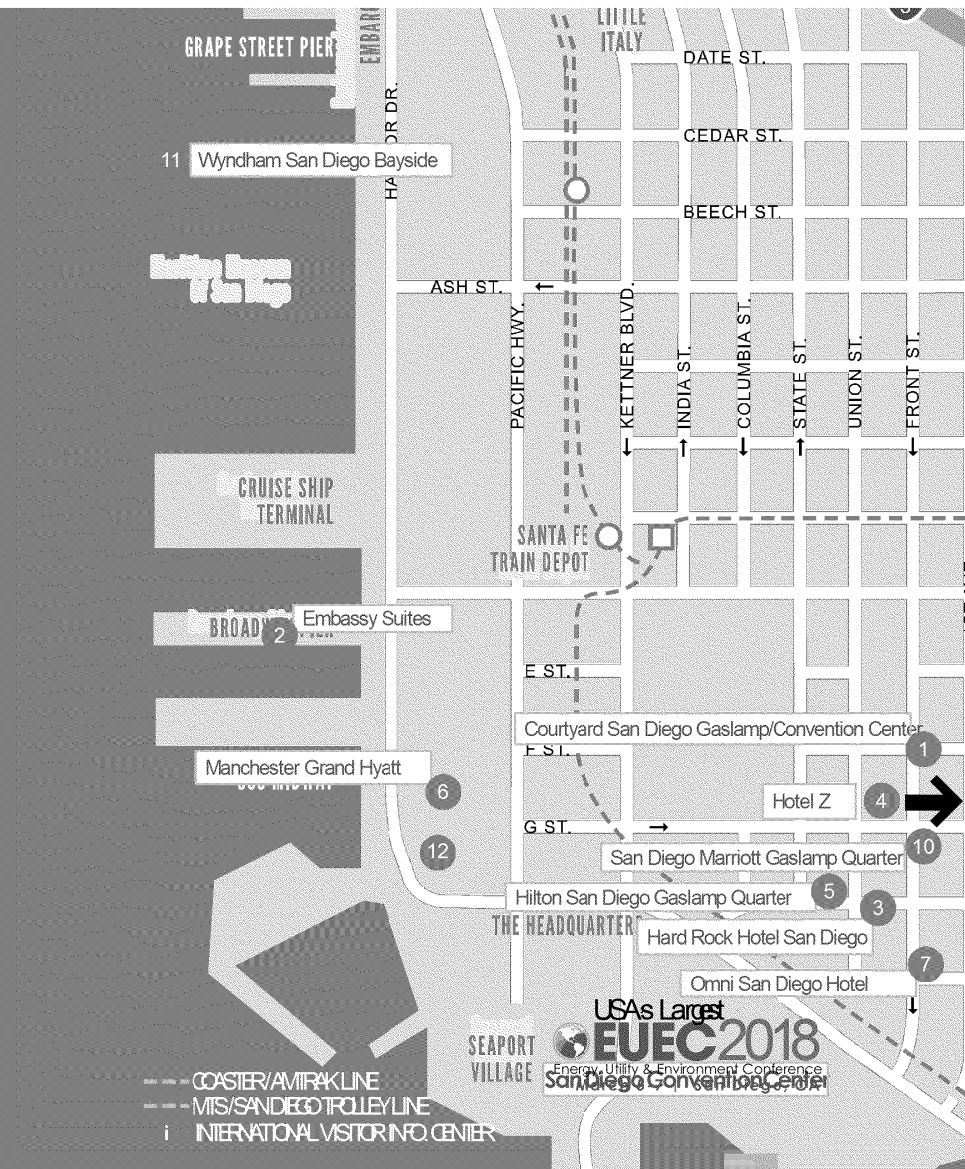 LITTLE
ITALY
GRAPE STREET PIER
DATE ST.
CEDAR ST.
11 Wyndham San Diego Bayside
BEECH ST.
ASH ST.
PACIFIC HWY.
KETTNER BLVD.
INDIA ST.
COLUMBIA ST.
STATE ST.
UNION ST.
FRONT ST.
CRUISE SHIP
TERMINAL
SANTA FE
TRAIN DEPOT
Embassy Suites
2
E ST.
Courtyard San Diego Gaslamp/Convention Center
1
F ST.
Manchester Grand Hyatt
6
Hotel Z
4
G ST.
12
San Diego Marriott Gaslamp Quarter
10
Hilton San Diego Gaslamp Quarter
5
3
THE HEADQUARTERS
Hard Rock Hotel San Diego
7
Omni San Diego Hotel
USA's Largest
EUEC2018
Energy, Utility & Environment Conference
San Diego Convention Center
SEAPORT
VILLAGE
COASTER/AMTRAK LINE
MTS/SAN DIEGO TROLLEY LINE
i INTERNATIONAL VISITOR INFO. CENTER